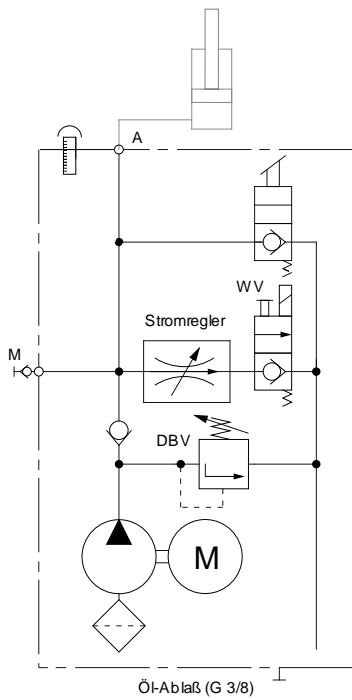 A
WV
Stromregler
M
DBV
M
Öl-Ablaß (G 3/8)